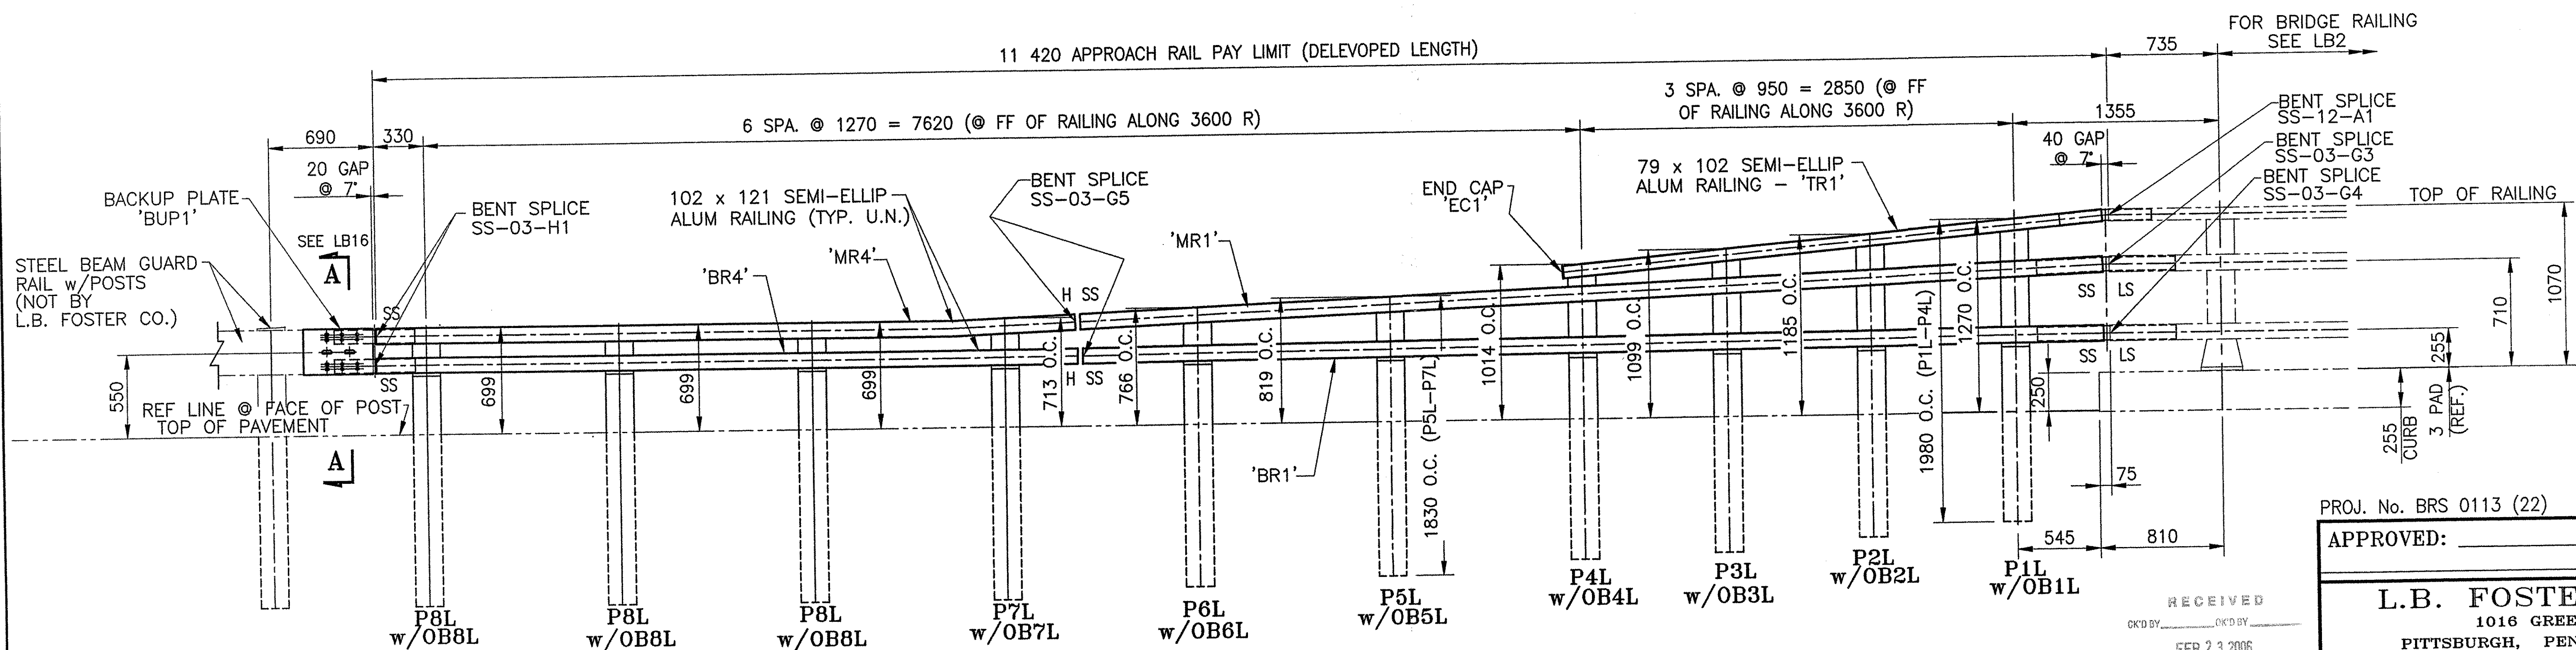 FOR BRIDGE RAILING
SEE LB2
11 420 APPROACH RAIL PAY LIMIT (DELEVOPED LENGTH)
735
3 SPA. @ 950 = 2850 (@ FF
OF RAILING ALONG 3600 R)
6 SPA. @ 1270 = 7620 (@ FF OF RAILING ALONG 3600 R)
1355
690
330
20 GAP
@ 7°
40 GAP
@ 7°
BENT SPLICE
SS-12-A1
BENT SPLICE
SS-03-G3
BENT SPLICE
SS-03-G4
TOP OF RAILING
79 x 102 SEMI-ELLIP
ALUM RAILING - 'TR1'
END CAP
'EC1'
BENT SPLICE
SS-03-G5
102 x 121 SEMI-ELLIP
ALUM RAILING (TYP. U.N.)
BACKUP PLATE
'BUP1'
BENT SPLICE
SS-03-H1
SEE LB16
A
STEEL BEAM GUARD
RAIL w/POSTS
(NOT BY
L.B. FOSTER CO.)
'BR4'
'MR4'
'MR1'
SS
SS
H SS
H SS
SS LS
SS LS
550
REF LINE @ FACE OF POST
TOP OF PAVEMENT
A
699
699
699
713 O.C.
766 O.C.
819 O.C.
1830 O.C. (P5L-P7L)
1014 O.C.
1099 O.C.
1185 O.C.
1980 O.C. (P1L-P4L)
1270 O.C.
250
255
710
1070
255
CURB
3 PAD
(REF.)
'BR1'
75
545
810
P8L
w/OB8L
P8L
w/OB8L
P8L
w/OB8L
P7L
w/OB7L
P6L
w/OB6L
P5L
w/OB5L
P4L
w/OB4L
P3L
w/OB3L
P2L
w/OB2L
P1L
w/OB1L
PROJ. No. BRS 0113 (22)
APPROVED:
L.B. FOSTE
1016 GREE
PITTSBURGH, PEN
RECEIVED
CK'D BY OK'D BY
FEB 23 2006